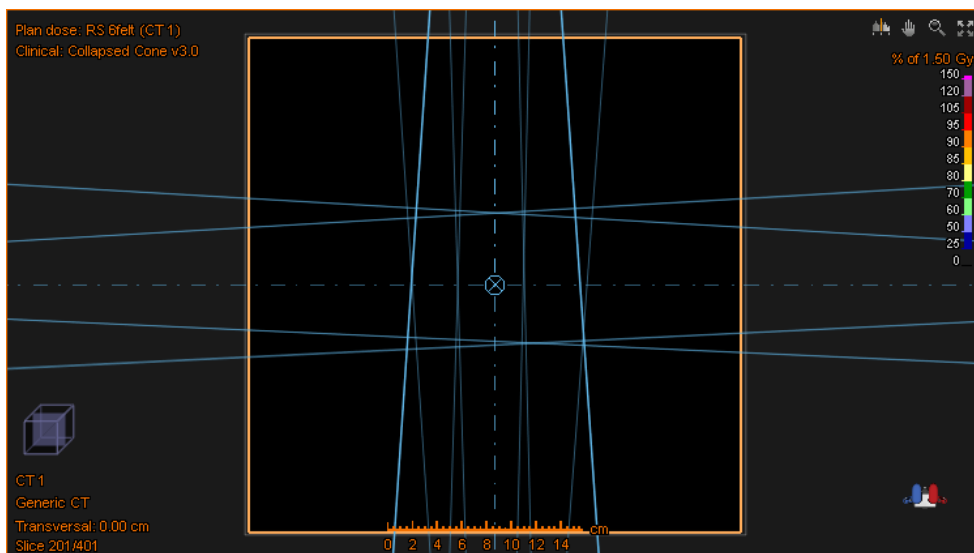 Plan dose: RS 6felt (CT 1)
Clinical: Collapsed Cone v3.0
% of 1.50 Gy
150
120
105
95
90
85
80
70
60
50
25
0
CT 1
Generic CT
Transversal: 0.00 cm
Slice 201/401
cm
0 2 4 6 8 10 12 14